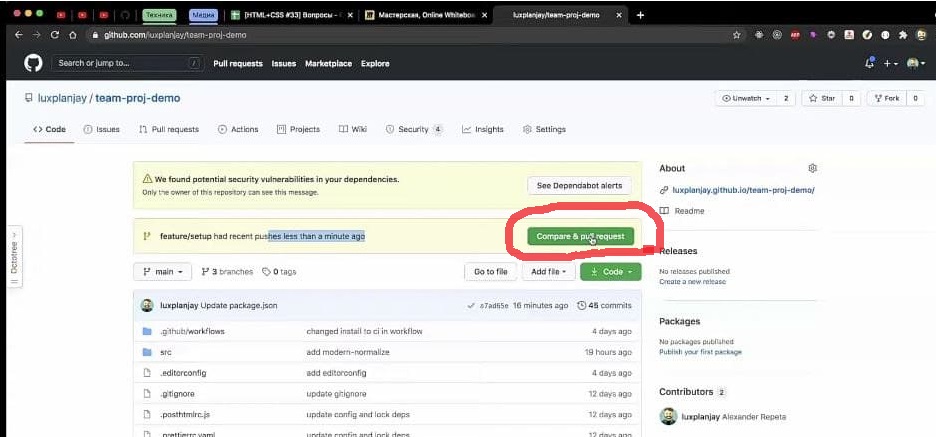 Техника
Медиа
[HTML+CSS #33] Вопросы -
Мастерская, Online Whitebo
luxplanjay/team-proj-demo
github.com/luxplanjay/team-proj-demo
Search or jump to...
/
Pull requests
Issues
Marketplace
Explore
luxplanjay / team-proj-demo
Unwatch
2
Star
0
Fork
0
Code
Issues
Pull requests
Actions
Projects
Wiki
Security 4
Insights
Settings
We found potential security vulnerabilities in your dependencies.
Only the owner of this repository can see this message.
See Dependabot alerts
feature/setup had recent pushes less than a minute ago
Compare & pull request
main
3 branches
0 tags
Go to file
Add file
Code
luxplanjay Update package.json
16 minutes ago
45 commits
.github/workflows
changed install to ci in workflow
4 days ago
src
add modern-normalize
19 hours ago
.editorconfig
add editorconfig
4 days ago
.gitignore
update gitignore
12 days ago
.posthtmlrc.js
update config and lock deps
12 days ago
.prettierrc.yaml
update config and lock deps
12 days ago
About
luxplanjay.github.io/team-proj-demo/
Readme
Releases
No releases published
Create a new release
Packages
No packages published
Publish your first package
Contributors 2
luxplanjay Alexander Repeta
Octotree